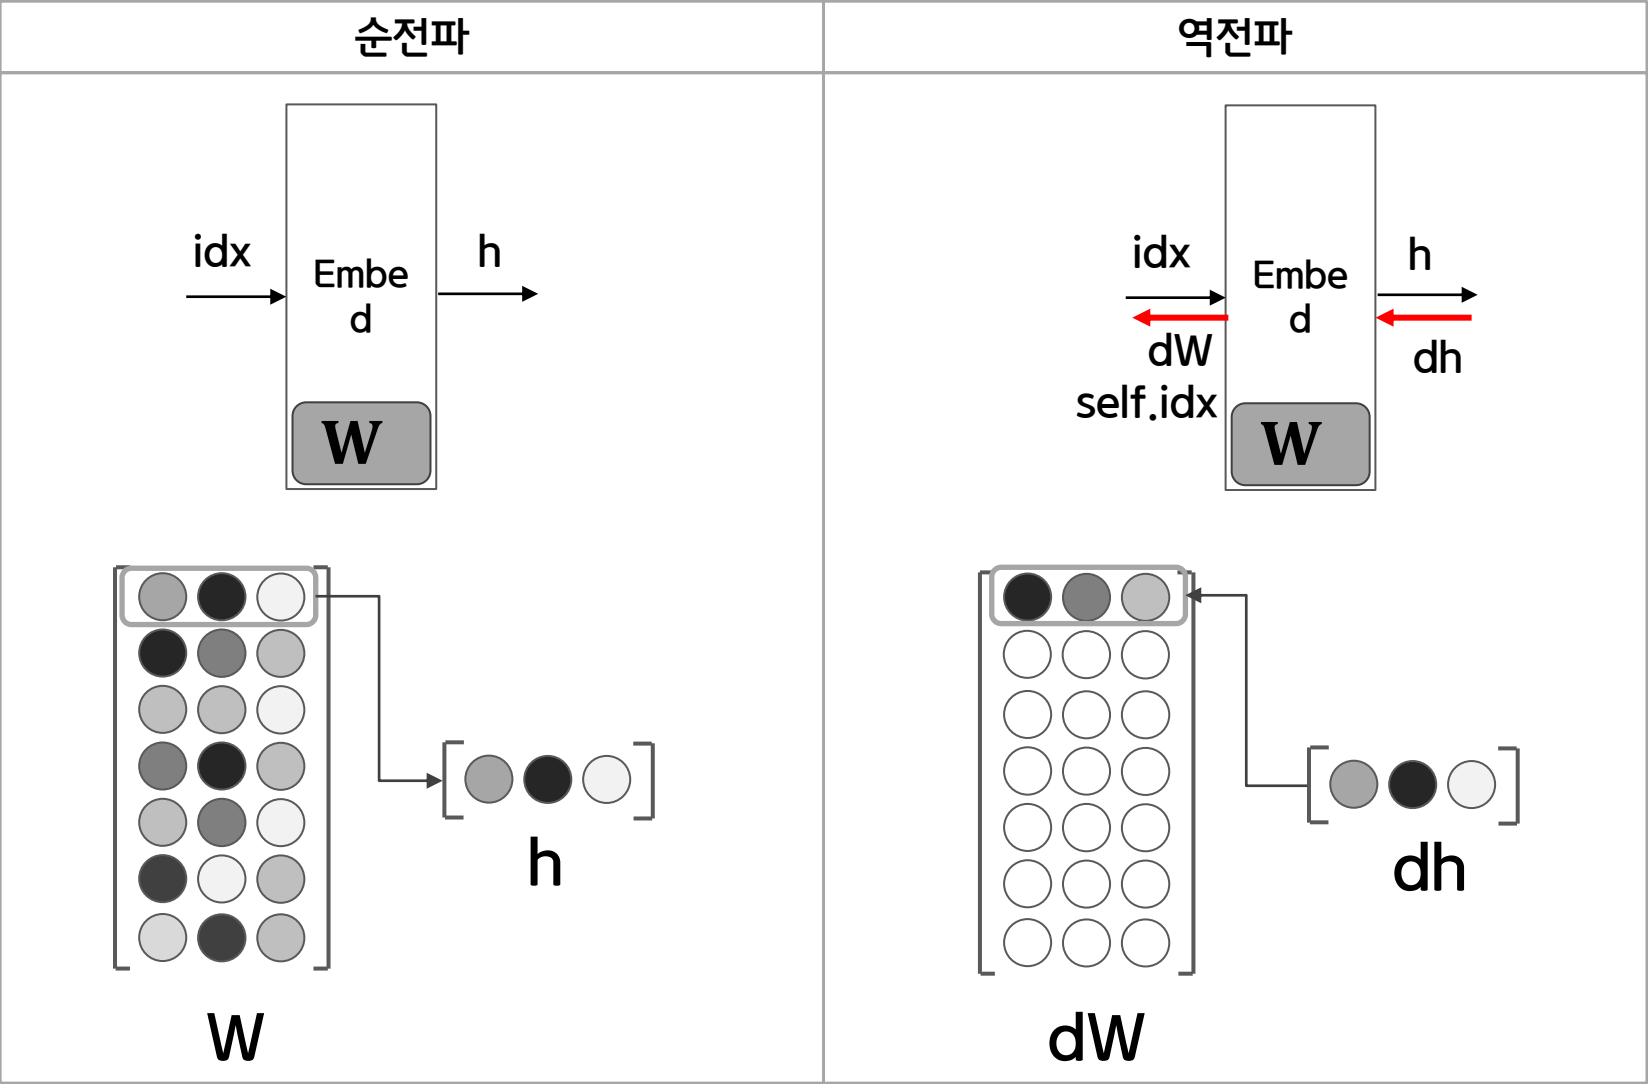 순전파
역전파
idx
h
Embe
d
W
W
h
idx
h
Embe
d
dW
dh
self.idx
W
dW
dh